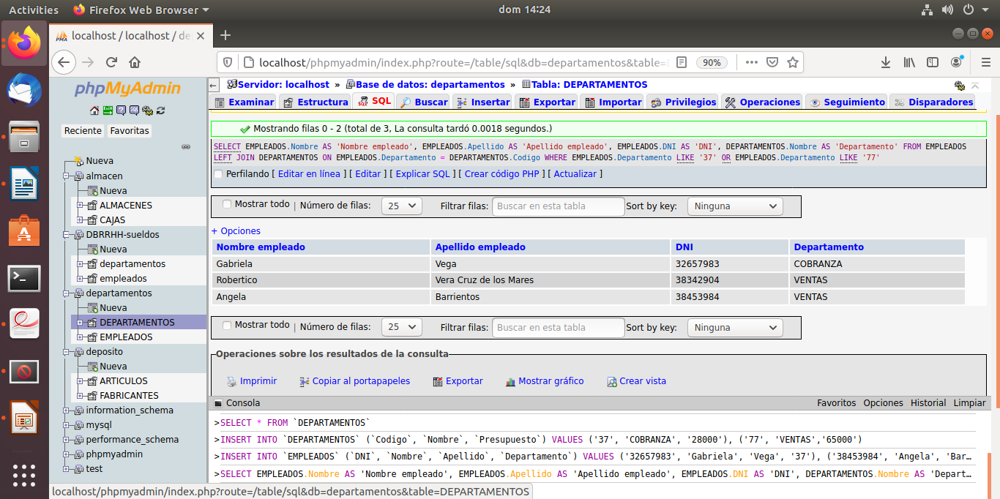 Activities Firefox Web Browser dom 14:24
localhost / localhost / de
localhost/phpmyadmin/index.php?route=/table/sql&db=departamentos&table= 90%
phpMyAdmin
Reciente Favoritas
Nueva
almacen
Nueva
ALMACENES
CAJAS
DBRRHH-sueldos
Nueva
departamentos
empleados
departamentos
Nueva
DEPARTAMENTOS
EMPLEADOS
deposito
Nueva
ARTICULOS
FABRICANTES
information_schema
mysql
performance_schema
phpmyadmin
test
Servidor: localhost » Base de datos: departamentos » Tabla: DEPARTAMENTOS
Examinar Estructura SQL Buscar Insertar Exportar Importar Privilegios Operaciones Seguimiento Disparadores
Mostrando filas 0 - 2 (total de 3, La consulta tardó 0.0018 segundos.)
SELECT EMPLEADOS.Nombre AS 'Nombre empleado', EMPLEADOS.Apellido AS 'Apellido empleado', EMPLEADOS.DNI AS 'DNI', DEPARTAMENTOS.Nombre AS 'Departamento' FROM EMPLEADOS
LEFT JOIN DEPARTAMENTOS ON EMPLEADOS.Departamento = DEPARTAMENTOS.Codigo WHERE EMPLEADOS.Departamento LIKE '37' OR EMPLEADOS.Departamento LIKE '77'
Perfilando [ Editar en línea ] [ Editar ] [ Explicar SQL ] [ Crear código PHP ] [ Actualizar ]
Mostrar todo | Número de filas: 25 Filtrar filas: Buscar en esta tabla Sort by key: Ninguna
+ Opciones
Nombre empleado Apellido empleado DNI Departamento
Gabriela Vega 32657983 COBRANZA
Robertico Vera Cruz de los Mares 38342904 VENTAS
Angela Barrientos 38453984 VENTAS
Mostrar todo | Número de filas: 25 Filtrar filas: Buscar en esta tabla Sort by key: Ninguna
Operaciones sobre los resultados de la consulta
Imprimir Copiar al portapapeles Exportar Mostrar gráfico Crear vista
Consola Favoritos Opciones Historial Limpiar
>SELECT * FROM `DEPARTAMENTOS`
>INSERT INTO `DEPARTAMENTOS` (`Codigo`, `Nombre`, `Presupuesto`) VALUES ('37', 'COBRANZA', '28000'), ('77', 'VENTAS','65000')
>INSERT INTO `EMPLEADOS` (`DNI`, `Nombre`, `Apellido`, `Departamento`) VALUES ('32657983', 'Gabriela', 'Vega', '37'), ('38453984', 'Angela', 'Bar…
>SELECT EMPLEADOS.Nombre AS 'Nombre empleado', EMPLEADOS.Apellido AS 'Apellido empleado', EMPLEADOS.DNI AS 'DNI', DEPARTAMENTOS.Nombre AS 'Depart…
localhost/phpmyadmin/index.php?route=/table/sql&db=departamentos&table=DEPARTAMENTOS